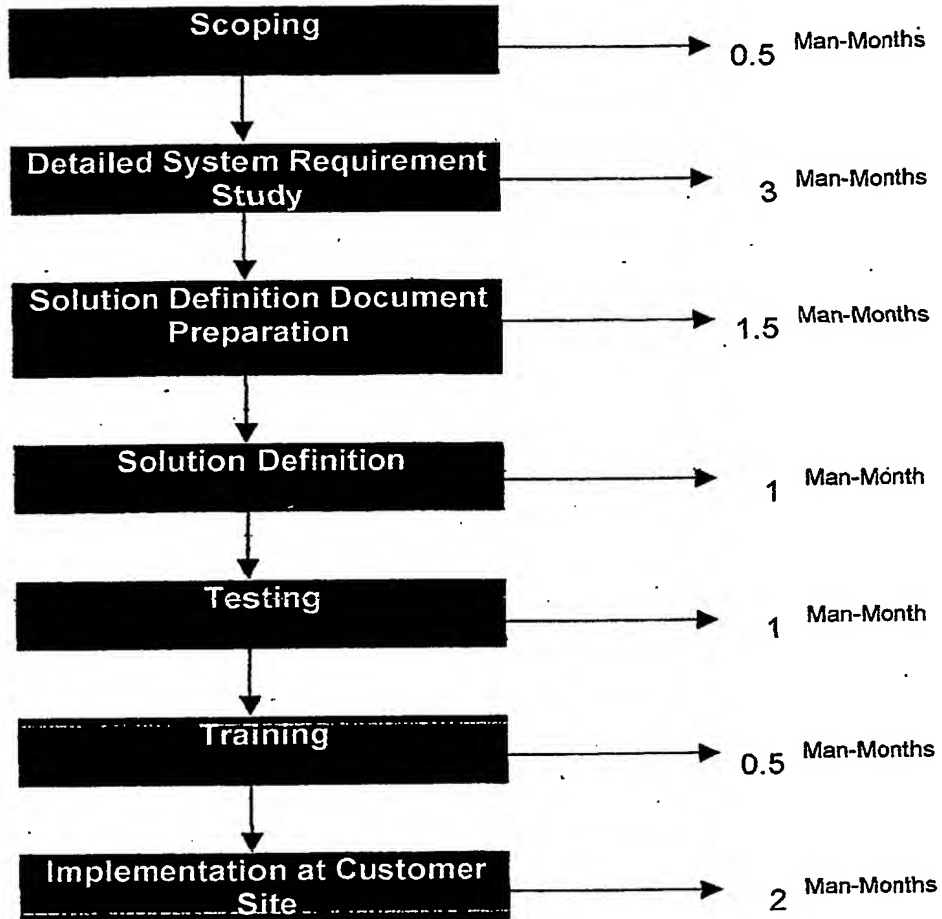 Scoping
0.5 Man-Months
Detailed System Requirement
Study
3 Man-Months
Solution Definition Document
Preparation
1.5 Man-Months
Solution Definition
1 Man-Month
Testing
1 Man-Month
Training
0.5 Man-Months
Implementation at Customer
Site
2 Man-Months